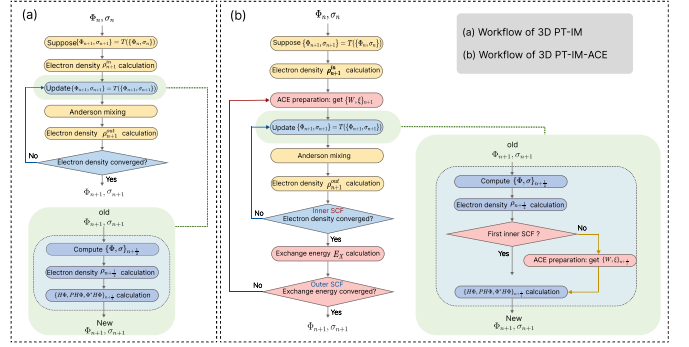 (a)
Φn, σn
Suppose{Φn+1, σn+1} = T({Φn, σn})
Electron density ρ^in_n+1 calculation
Update{Φn+1, σn+1} = T({Φn+1, σn+1})
Anderson mixing
Electron density ρ^out_n+1 calculation
Electron density converged?
No
Yes
Φn+1, σn+1
old
Φn+1, σn+1
Compute {Φ, σ}n+1/2
Electron density ρn+1/2 calculation
{HΦ, PHΦ, Φ*HΦ}n+1/2 calculation
New
Φn+1, σn+1
(b)
Φn, σn
Suppose {Φn+1, σn+1} = T({Φn, σn})
Electron density ρ^in_n+1 calculation
ACE preparation: get {W, ξ}n+1
Update {Φn+1, σn+1} = T({Φn+1, σn+1})
Anderson mixing
Electron density ρ^out_n+1 calculation
Inner SCF
Electron density converged?
No
Yes
Exchange energy EX calculation
Outer SCF
Exchange energy converged?
No
Yes
Φn+1, σn+1
(a) Workflow of 3D PT-IM
(b) Workflow of 3D PT-IM-ACE
old
Φn+1, σn+1
Compute {Φ, σ}n+1/2
Electron density ρn+1/2 calculation
First inner SCF ?
No
Yes
ACE preparation: get {W, ξ}n+1/2
{HΦ, PHΦ, Φ*HΦ}n+1/2 calculation
New
Φn+1, σn+1